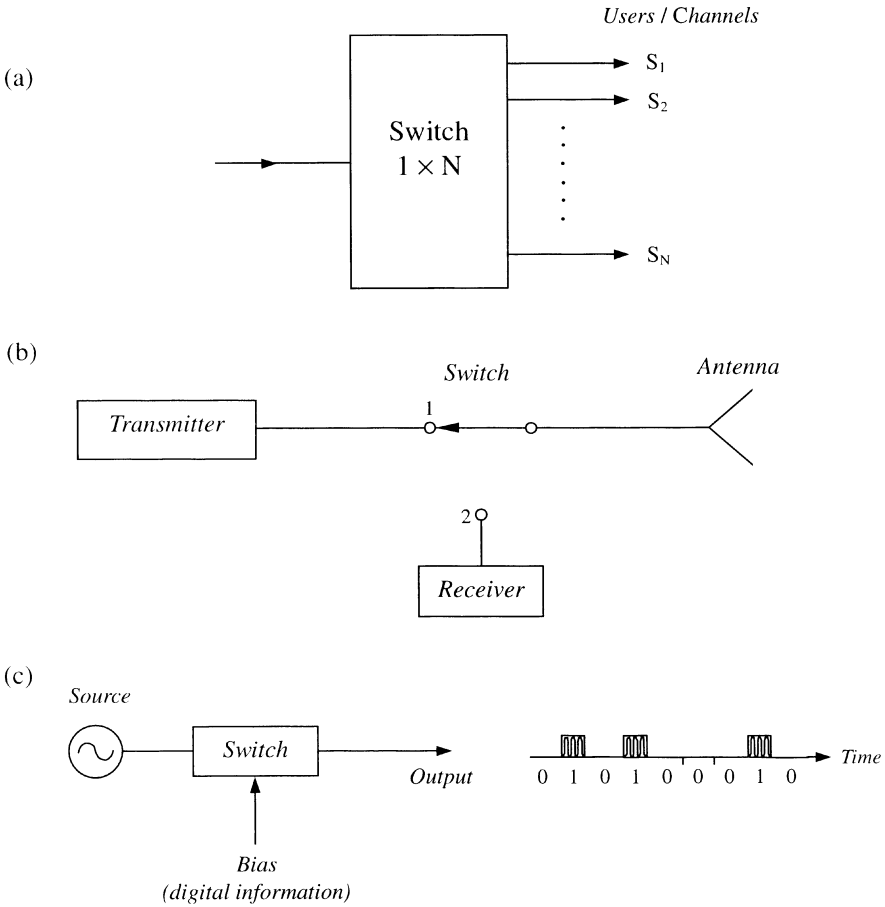 Users / Channels
(a)
S1
S2
Switch
1 × N
SN
(b)
Switch
Antenna
1
Transmitter
2
Receiver
(c)
Source
Switch
Output
Time
0 1 0 1 0 0 0 1 0
Bias
(digital information)